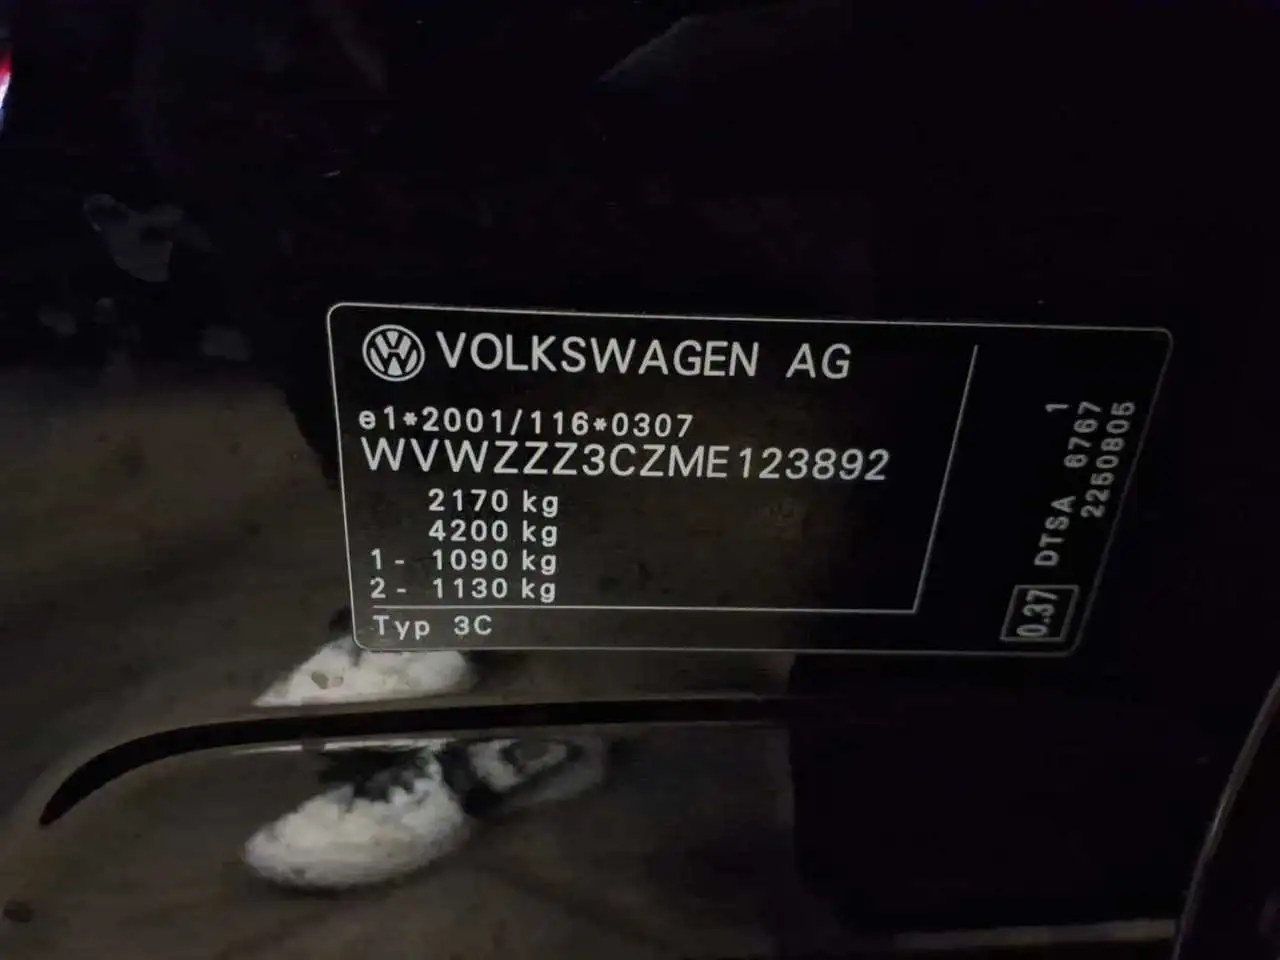 VOLKSWAGEN AG
e1*2001/116*0307
WVWZZZ3CZME123892
2170 kg
4200 kg
1 - 1090 kg
2 - 1130 kg
Typ 3C
1
DTSA 6767
2250805
0.37